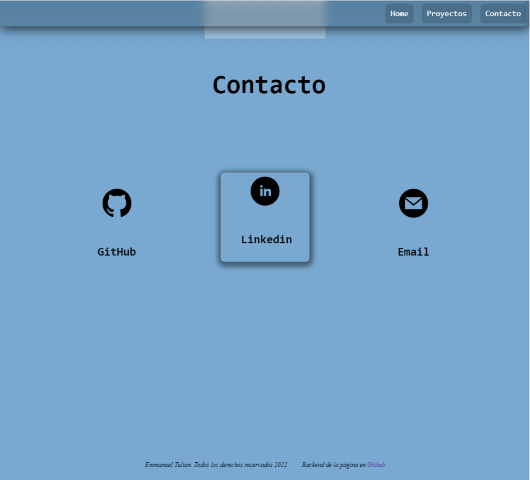 Home Proyectos Contacto
Contacto
GitHub
Linkedin
Email
Emmanuel Tulian. Todos los derechos reservados 2022 Backend de la página en Github